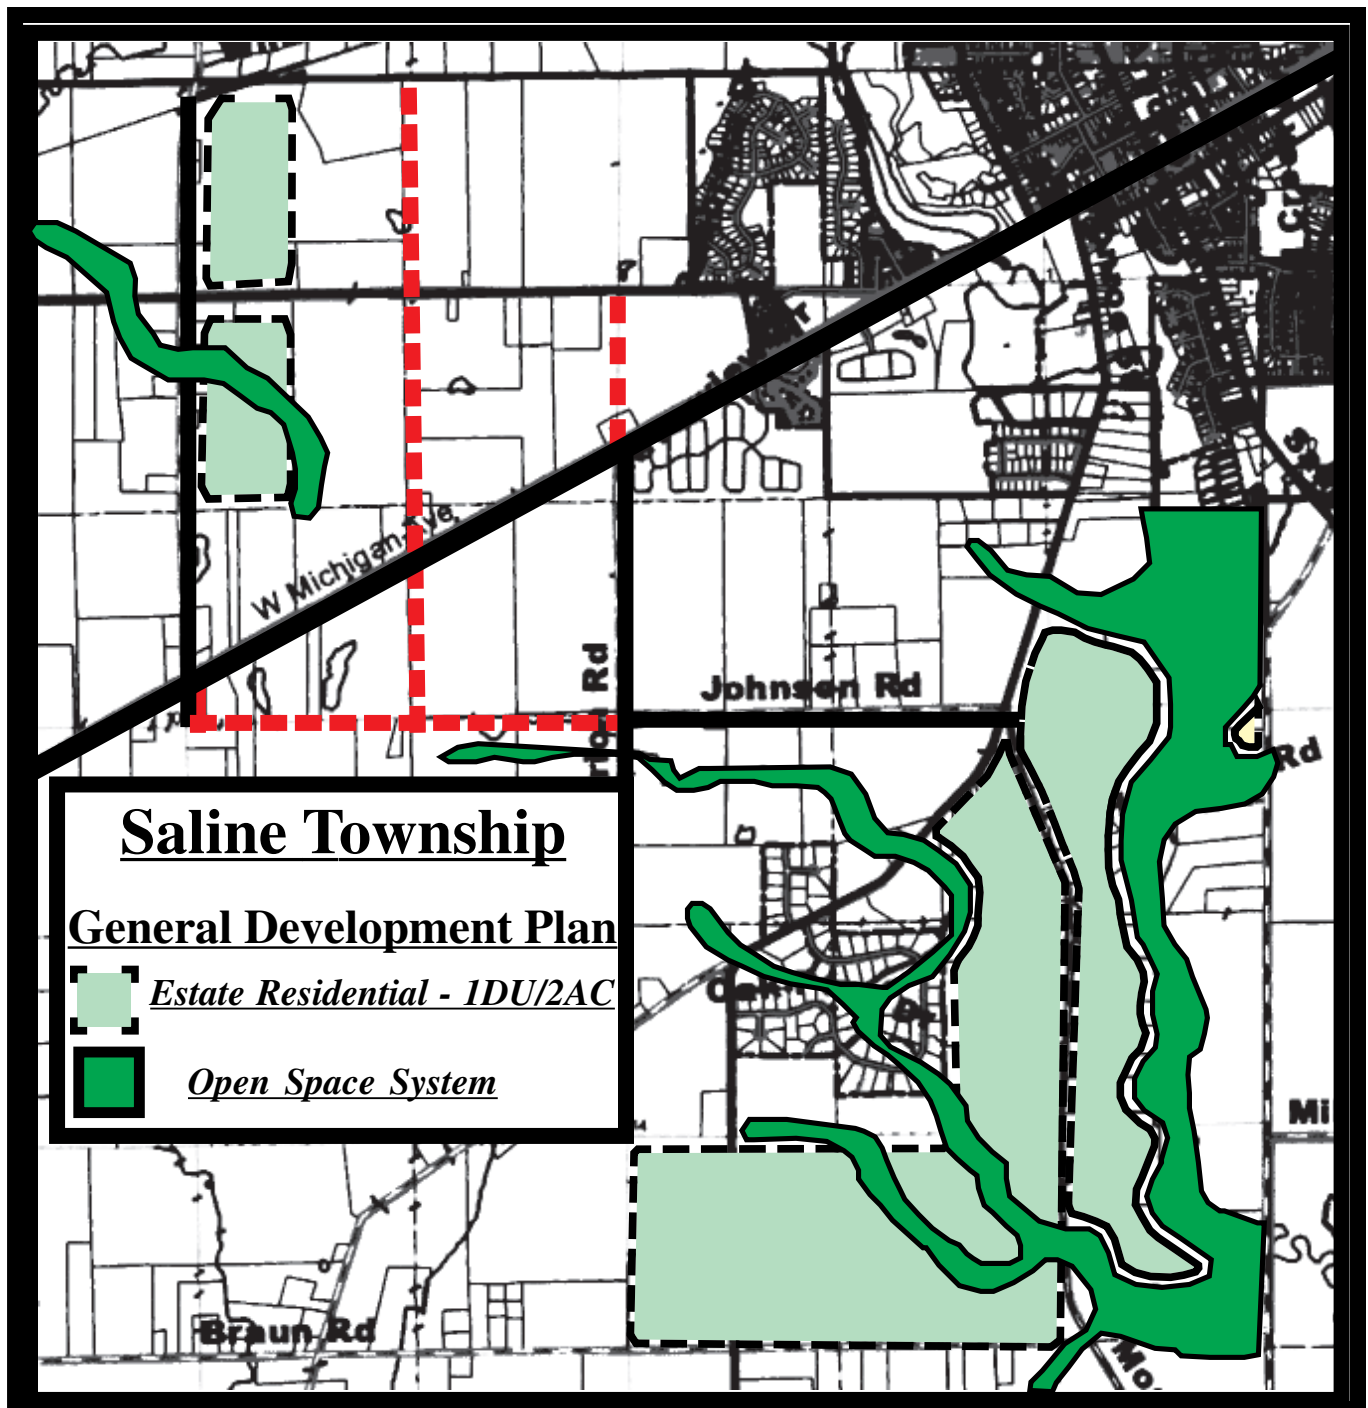 W Michigan Ave.
Rd
Johnson Rd
Rd
Saline Township
General Development Plan
Estate Residential - 1DU/2AC
Open Space System
Mi
Braun Rd
Mo